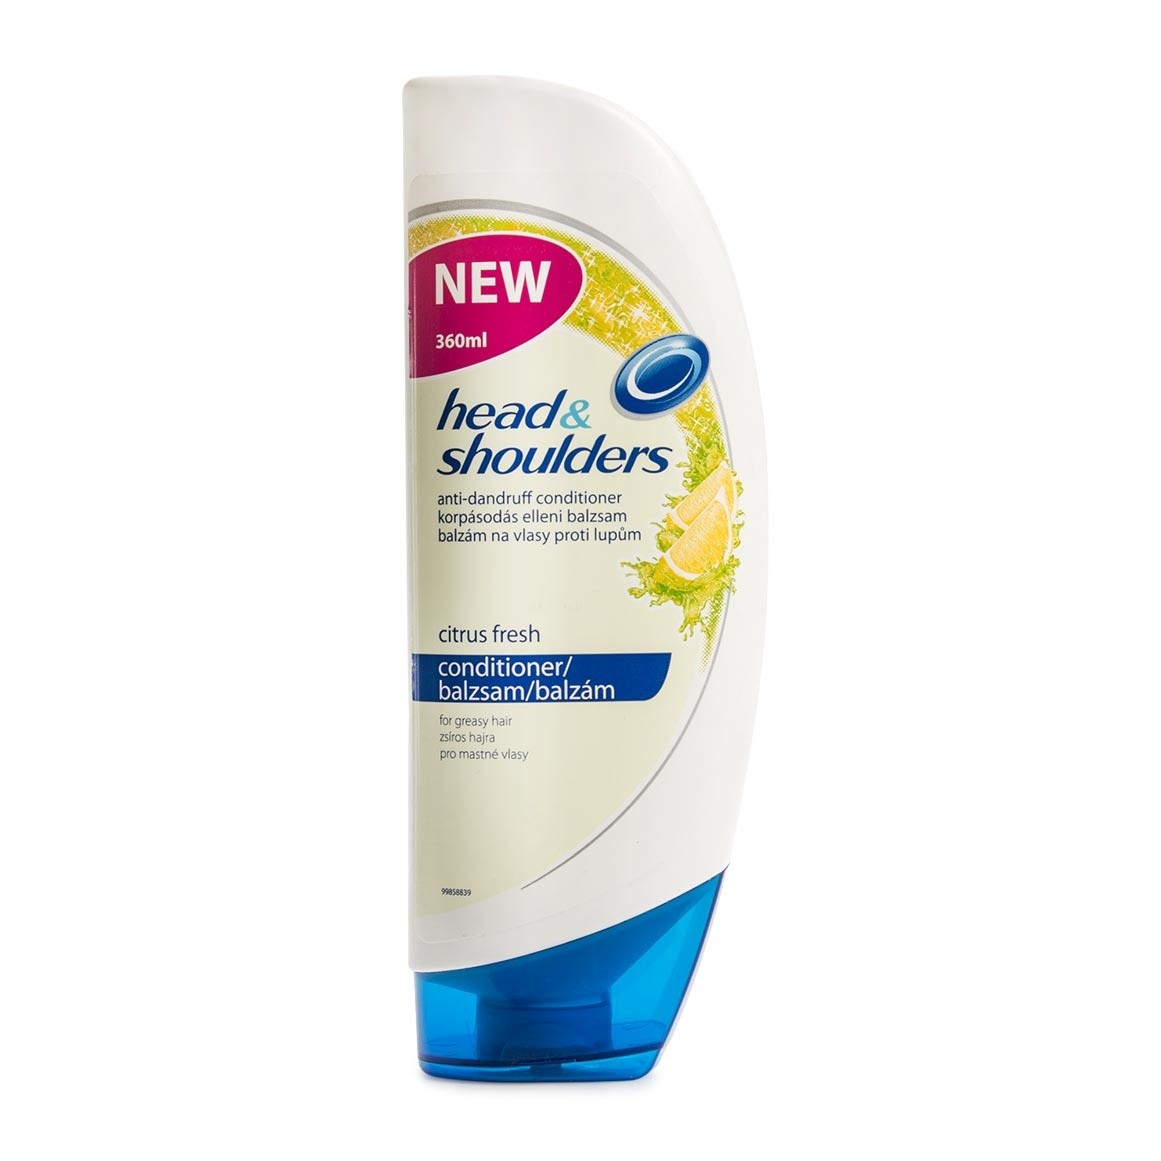 NEW
360ml
head&
shoulders
anti-dandruff conditioner
korpásodás elleni balzsam
balzám na vlasy proti lupům
citrus fresh
conditioner/
balzsam/balzám
for greasy hair
zsíros hajra
pro mastné vlasy
99858839